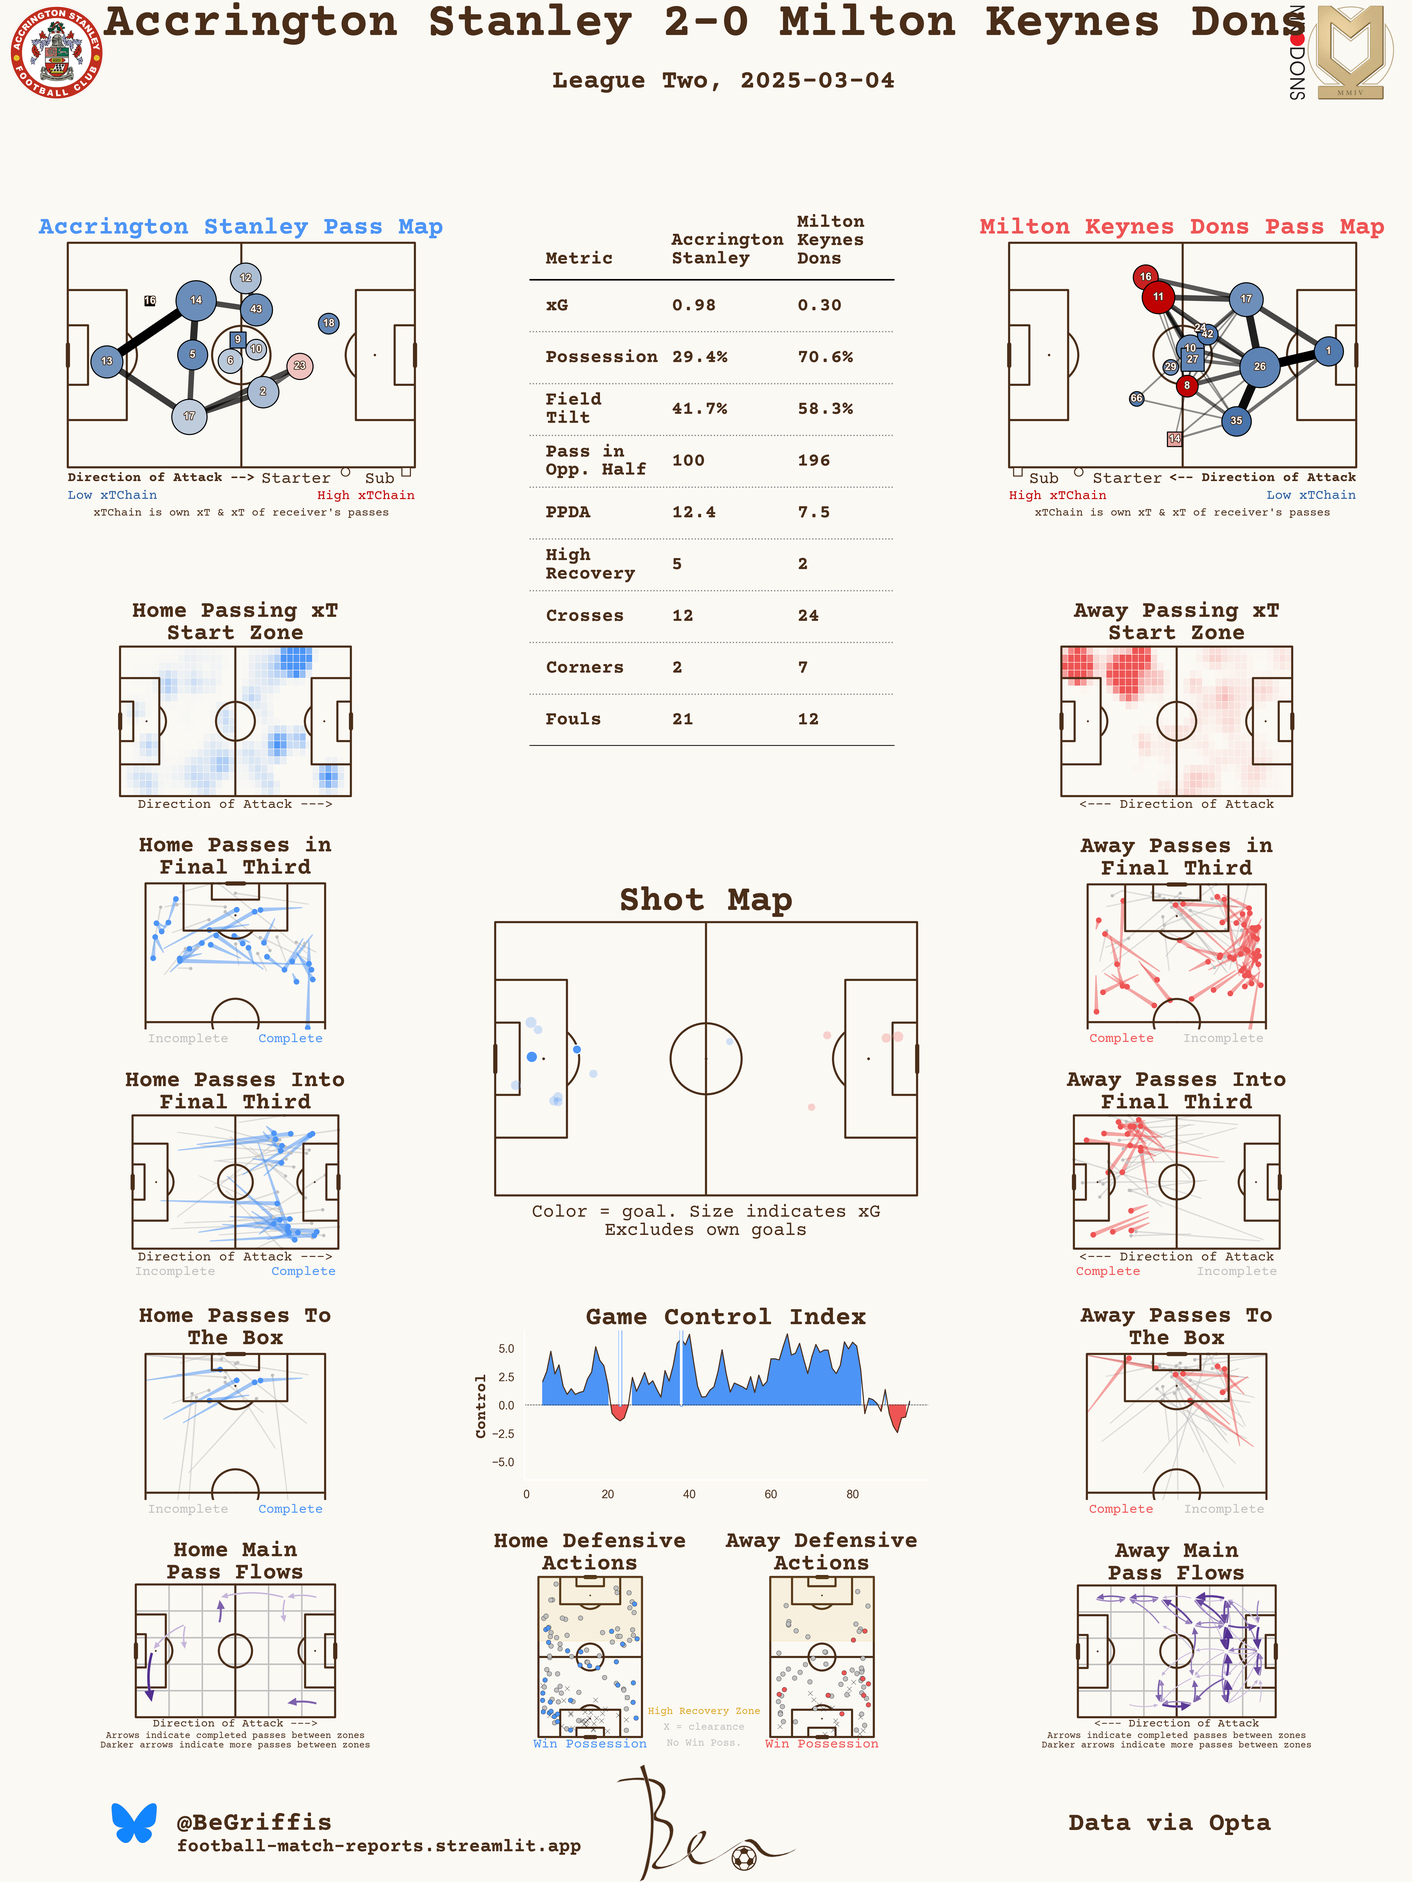 Accrington Stanley 2-0 Milton Keynes Dons
League Two, 2025-03-04
ACCRINGTON STANLEY
FOOTBALL CLUB
DONS
MMIV
Accrington Stanley Pass Map
16
14
12
43
18
9
10
13
5
6
23
2
17
Direction of Attack --> Starter Sub
Low xTChain High xTChain
xTChain is own xT & xT of receiver's passes
Metric Accrington Stanley Milton Keynes Dons
xG 0.98 0.30
Possession 29.4% 70.6%
Field Tilt 41.7% 58.3%
Pass in Opp. Half 100 196
PPDA 12.4 7.5
High Recovery 5 2
Crosses 12 24
Corners 2 7
Fouls 21 12
Milton Keynes Dons Pass Map
16
11
17
24
42
10
27
1
29
26
8
66
35
14
Sub Starter <-- Direction of Attack
High xTChain Low xTChain
xTChain is own xT & xT of receiver's passes
Home Passing xT
Start Zone
Direction of Attack --->
Away Passing xT
Start Zone
<--- Direction of Attack
Home Passes in
Final Third
Incomplete Complete
Away Passes in
Final Third
Complete Incomplete
Shot Map
Color = goal. Size indicates xG
Excludes own goals
Home Passes Into
Final Third
Direction of Attack --->
Incomplete Complete
Away Passes Into
Final Third
<--- Direction of Attack
Complete Incomplete
Home Passes To
The Box
Incomplete Complete
Game Control Index
Control
5.0
2.5
0.0
−2.5
−5.0
0 20 40 60 80
Away Passes To
The Box
Complete Incomplete
Home Main
Pass Flows
Direction of Attack --->
Arrows indicate completed passes between zones
Darker arrows indicate more passes between zones
Home Defensive
Actions
Win Possession
High Recovery Zone
X = clearance
No Win Poss.
Away Defensive
Actions
Win Possession
Away Main
Pass Flows
<--- Direction of Attack
Arrows indicate completed passes between zones
Darker arrows indicate more passes between zones
@BeGriffis
football-match-reports.streamlit.app
Ben
Data via Opta